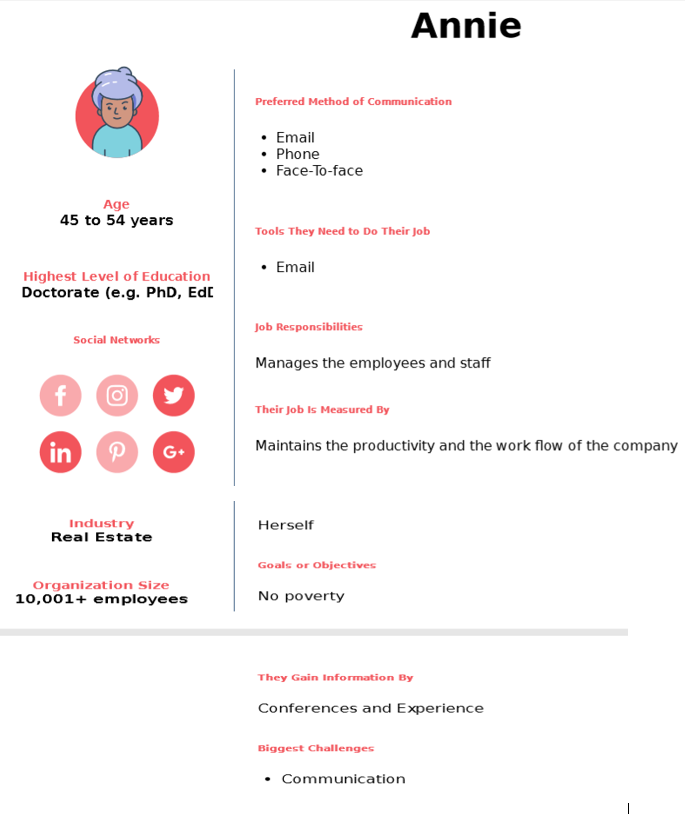 Annie
Age
45 to 54 years
Highest Level of Education
Doctorate (e.g. PhD, Ed
Social Networks
f
in
G+
Industry
Real Estate
Organization Size
10,001+ employees
Preferred Method of Communication
• Email
• Phone
• Face-To-face
Tools They Need to Do Their Job
• Email
Job Responsibilities
Manages the employees and staff
Their Job Is Measured By
Maintains the productivity and the work flow of the company
Herself
Goals or Objectives
No poverty
They Gain Information By
Conferences and Experience
Biggest Challenges
• Communication